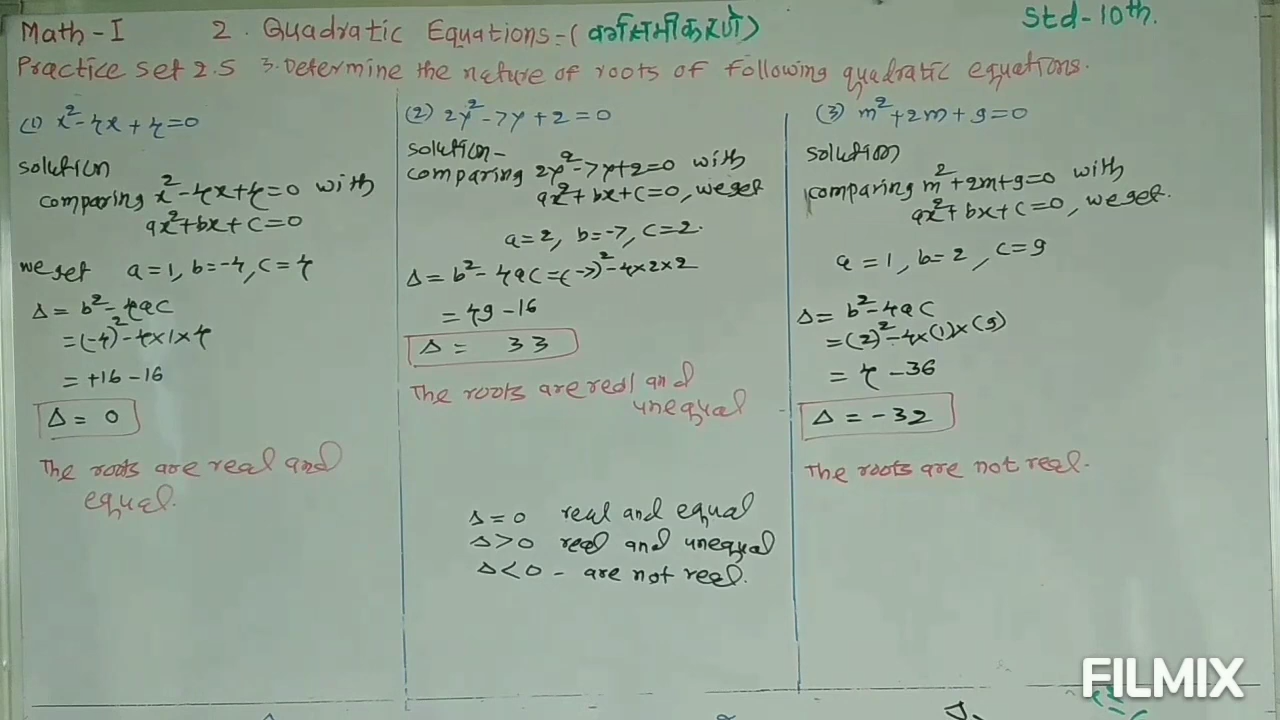 Math-I 2. Quadratic Equations-(वर्गसमीकरणे) Std-10th.
Practice set 2.5 3. Determine the nature of roots of following quadratic equations.
(1) x²-4x+4=0
solution
comparing x²-4x+4=0 with
ax²+bx+c=0
we get a=1, b=-4, c=4
Δ= b²-4ac
=(-4)²-4×1×4
= +16-16
Δ= 0
The roots are real and
equal.
(2) 2y²-7y+2=0
solution-
comparing 2y²-7y+2=0 with
ax²+bx+c=0, we get
a=2, b=-7, c=2.
Δ= b²-4ac=(-7)²-4×2×2
= 49-16
Δ= 33
The roots are real and
unequal
Δ=0 real and equal
Δ>0 real and unequal
Δ<0 - are not real.
(3) m²+2m+9=0
solution
comparing m²+2m+9=0 with
ax²+bx+c=0, we get.
a=1, b=2, c=9
Δ= b²-4ac
=(2)²-4×(1)×(9)
= 4-36
Δ=-32
The roots are not real.
FILMIX